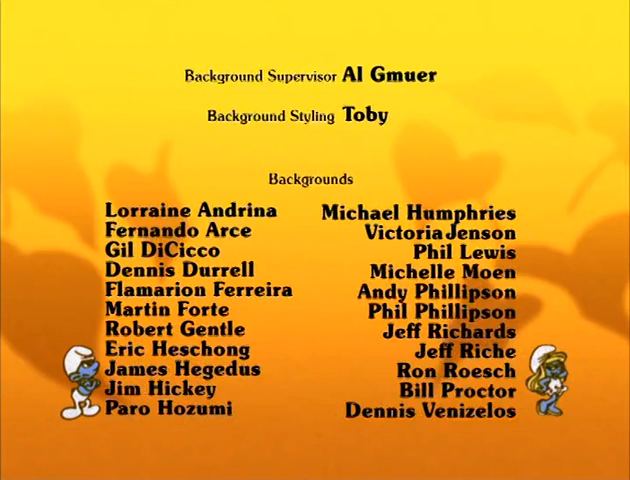 Background Supervisor Al Gmuer
Background Styling Toby
Backgrounds
Lorraine Andrina
Fernando Arce
Gil DiCicco
Dennis Durrell
Flamarion Ferreira
Martin Forte
Robert Gentle
Eric Heschong
James Hegedus
Jim Hickey
Paro Hozumi
Michael Humphries
Victoria Jenson
Phil Lewis
Michelle Moen
Andy Phillipson
Phil Phillipson
Jeff Richards
Jeff Riche
Ron Roesch
Bill Proctor
Dennis Venizelos